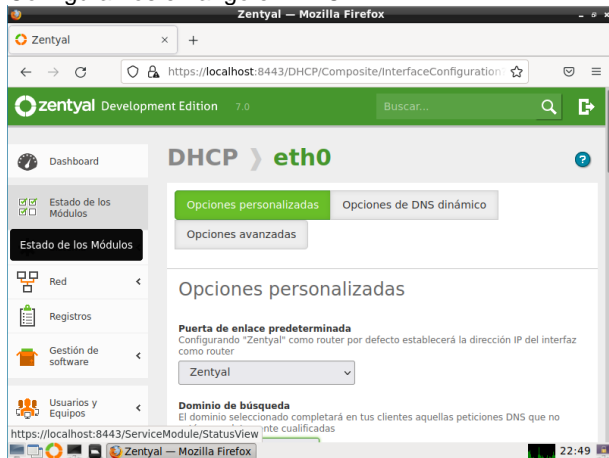 Zentyal — Mozilla Firefox
Zentyal
https://localhost:8443/DHCP/Composite/InterfaceConfiguration
zentyal Development Edition 7.0
Buscar...
DHCP eth0
Dashboard
Opciones personalizadas
Opciones de DNS dinámico
Estado de los
Módulos
Opciones avanzadas
Estado de los Módulos
Red
Opciones personalizadas
Registros
Puerta de enlace predeterminada
Configurando "Zentyal" como router por defecto establecerá la dirección IP del interfaz
como router
Gestión de
software
Zentyal
Usuarios y
Equipos
Dominio de búsqueda
El dominio seleccionado completará en tus clientes aquellas peticiones DNS que no
cualificadas
https://localhost:8443/ServiceModule/StatusView
Zentyal — Mozilla Firefox
22:49